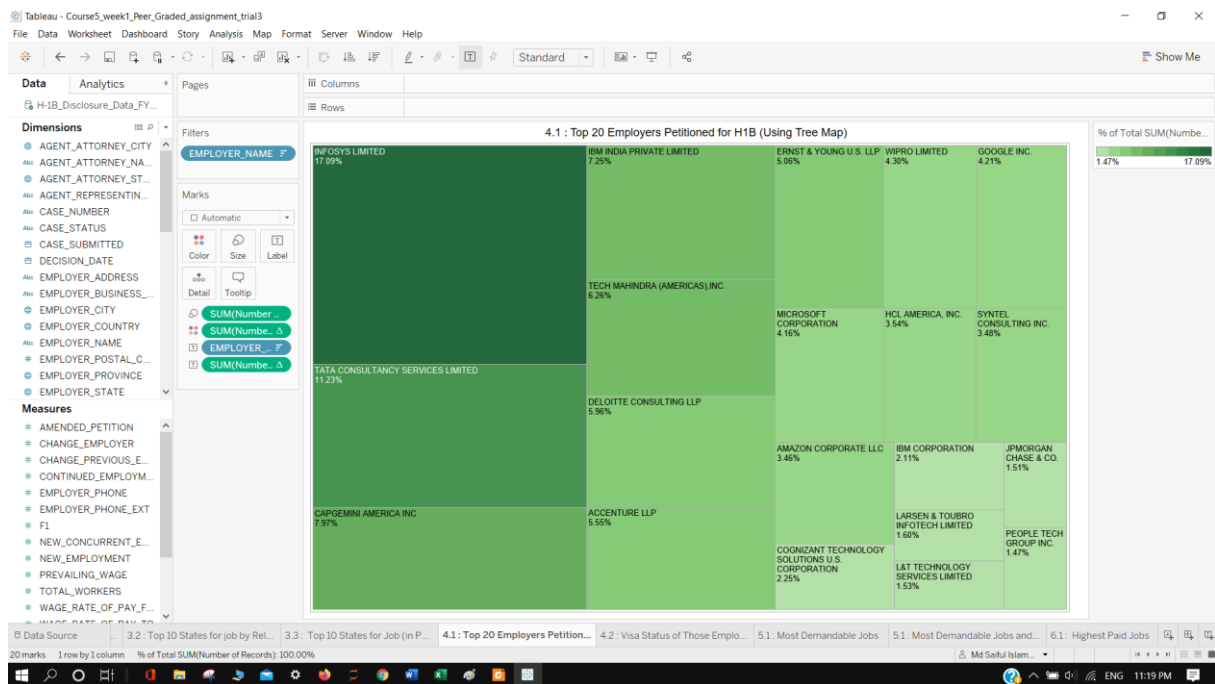 Tableau - Course5_week1_Peer_Graded_assignment_trial3
File Data Worksheet Dashboard Story Analysis Map Format Server Window Help
Standard
Show Me
Data Analytics
Pages
Columns
H-1B_Disclosure_Data_FY...
Rows
Dimensions
AGENT_ATTORNEY_CITY
Abc AGENT_ATTORNEY_NA...
AGENT_ATTORNEY_ST...
Abc AGENT_REPRESENTIN...
Abc CASE_NUMBER
Abc CASE_STATUS
CASE_SUBMITTED
DECISION_DATE
Abc EMPLOYER_ADDRESS
Abc EMPLOYER_BUSINESS_...
EMPLOYER_CITY
EMPLOYER_COUNTRY
Abc EMPLOYER_NAME
# EMPLOYER_POSTAL_C...
EMPLOYER_PROVINCE
EMPLOYER_STATE
Measures
# AMENDED_PETITION
# CHANGE_EMPLOYER
# CHANGE_PREVIOUS_E...
# CONTINUED_EMPLOYM...
# EMPLOYER_PHONE
# EMPLOYER_PHONE_EXT
# F1
# NEW_CONCURRENT_E...
# NEW_EMPLOYMENT
# PREVAILING_WAGE
# TOTAL_WORKERS
# WAGE_RATE_OF_PAY_F...
Filters
EMPLOYER_NAME
Marks
Automatic
Color Size Label
Detail Tooltip
SUM(Number ..
SUM(Numbe.. Δ
EMPLOYER_..
SUM(Numbe.. Δ
4.1 : Top 20 Employers Petitioned for H1B (Using Tree Map)
INFOSYS LIMITED
17.09%
TATA CONSULTANCY SERVICES LIMITED
11.23%
CAPGEMINI AMERICA INC
7.97%
IBM INDIA PRIVATE LIMITED
7.25%
TECH MAHINDRA (AMERICAS),INC.
6.26%
DELOITTE CONSULTING LLP
5.96%
ACCENTURE LLP
5.55%
ERNST & YOUNG U.S. LLP
5.06%
WIPRO LIMITED
4.30%
GOOGLE INC.
4.21%
MICROSOFT
CORPORATION
4.16%
HCL AMERICA, INC.
3.54%
SYNTEL
CONSULTING INC.
3.48%
AMAZON CORPORATE LLC
3.46%
COGNIZANT TECHNOLOGY
SOLUTIONS U.S.
CORPORATION
2.25%
IBM CORPORATION
2.11%
LARSEN & TOUBRO
INFOTECH LIMITED
1.60%
L&T TECHNOLOGY
SERVICES LIMITED
1.53%
JPMORGAN
CHASE & CO.
1.51%
PEOPLE TECH
GROUP INC.
1.47%
% of Total SUM(Numbe...
1.47% 17.09%
Data Source 3.2 : Top 10 States for job by Rel... 3.3 : Top 10 States for Job (in P... 4.1 : Top 20 Employers Petition... 4.2 : Visa Status of Those Emplo... 5.1 : Most Demandable Jobs 5.1 : Most Demandable Jobs and... 6.1 : Highest Paid Jobs
20 marks 1 row by 1 column % of Total SUM(Number of Records): 100.00%
Md Saiful Islam...
ENG 11:19 PM